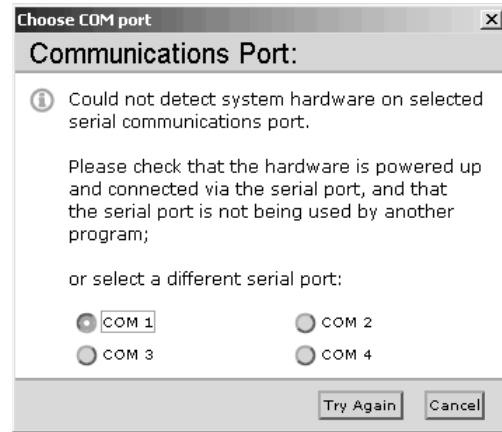 Choose COM port
Communications Port:
Could not detect system hardware on selected
serial communications port.
Please check that the hardware is powered up
and connected via the serial port, and that
the serial port is not being used by another
program;
or select a different serial port:
COM 1 COM 2
COM 3 COM 4
Try Again Cancel